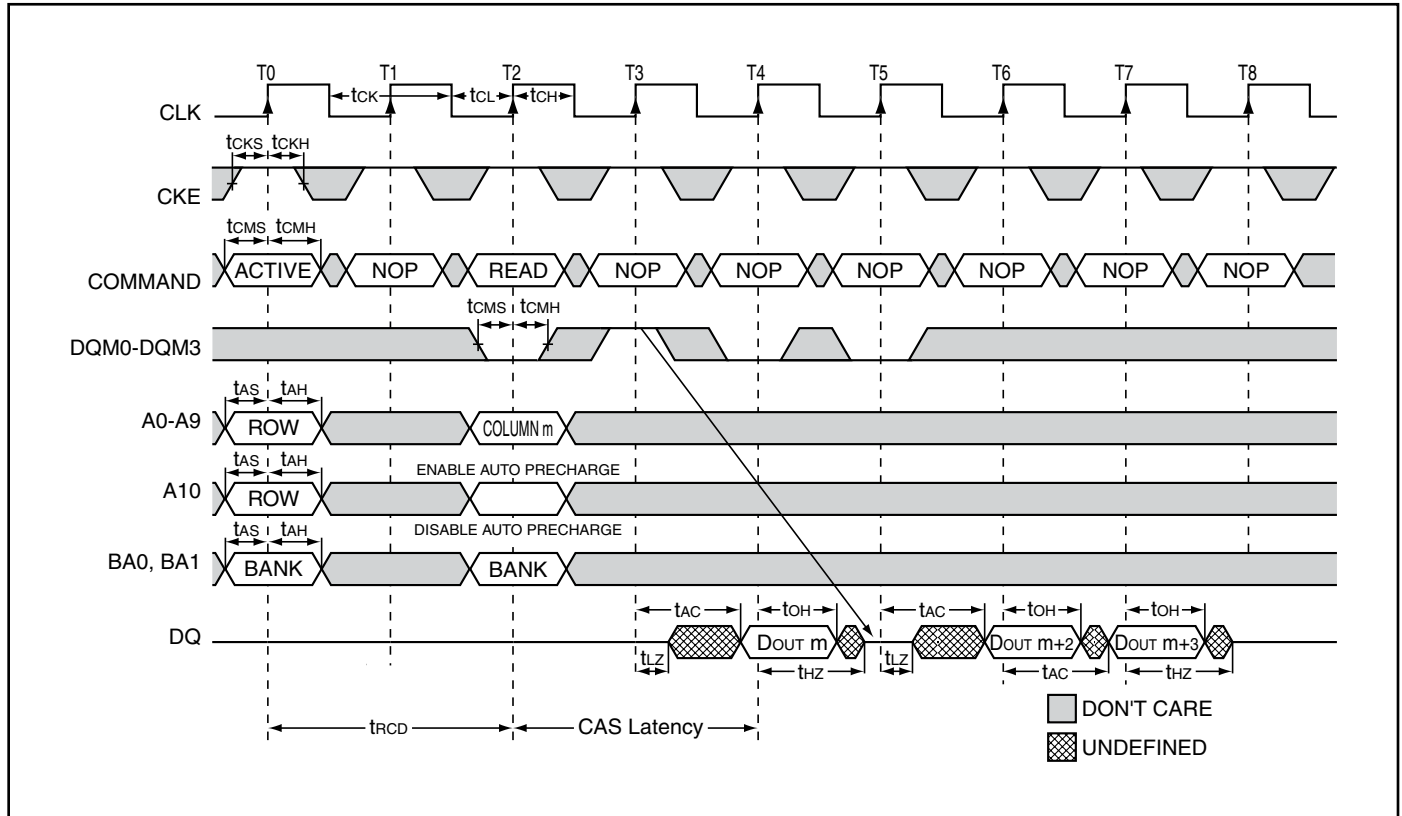 T0 T1 T2 T3 T4 T5 T6 T7 T8
tCK tCL tCH
CLK
tCKS tCKH
CKE
tCMS tCMH
COMMAND ACTIVE NOP READ NOP NOP NOP NOP NOP NOP
tCMS tCMH
DQM0-DQM3
tAS tAH
A0-A9 ROW COLUMN m
tAS tAH ENABLE AUTO PRECHARGE
A10 ROW
tAS tAH DISABLE AUTO PRECHARGE
BA0, BA1 BANK BANK
tAC tOH tAC tOH tOH
DQ DOUT m DOUT m+2 DOUT m+3
tLZ tHZ tLZ tAC tHZ
DON'T CARE
tRCD CAS Latency
UNDEFINED